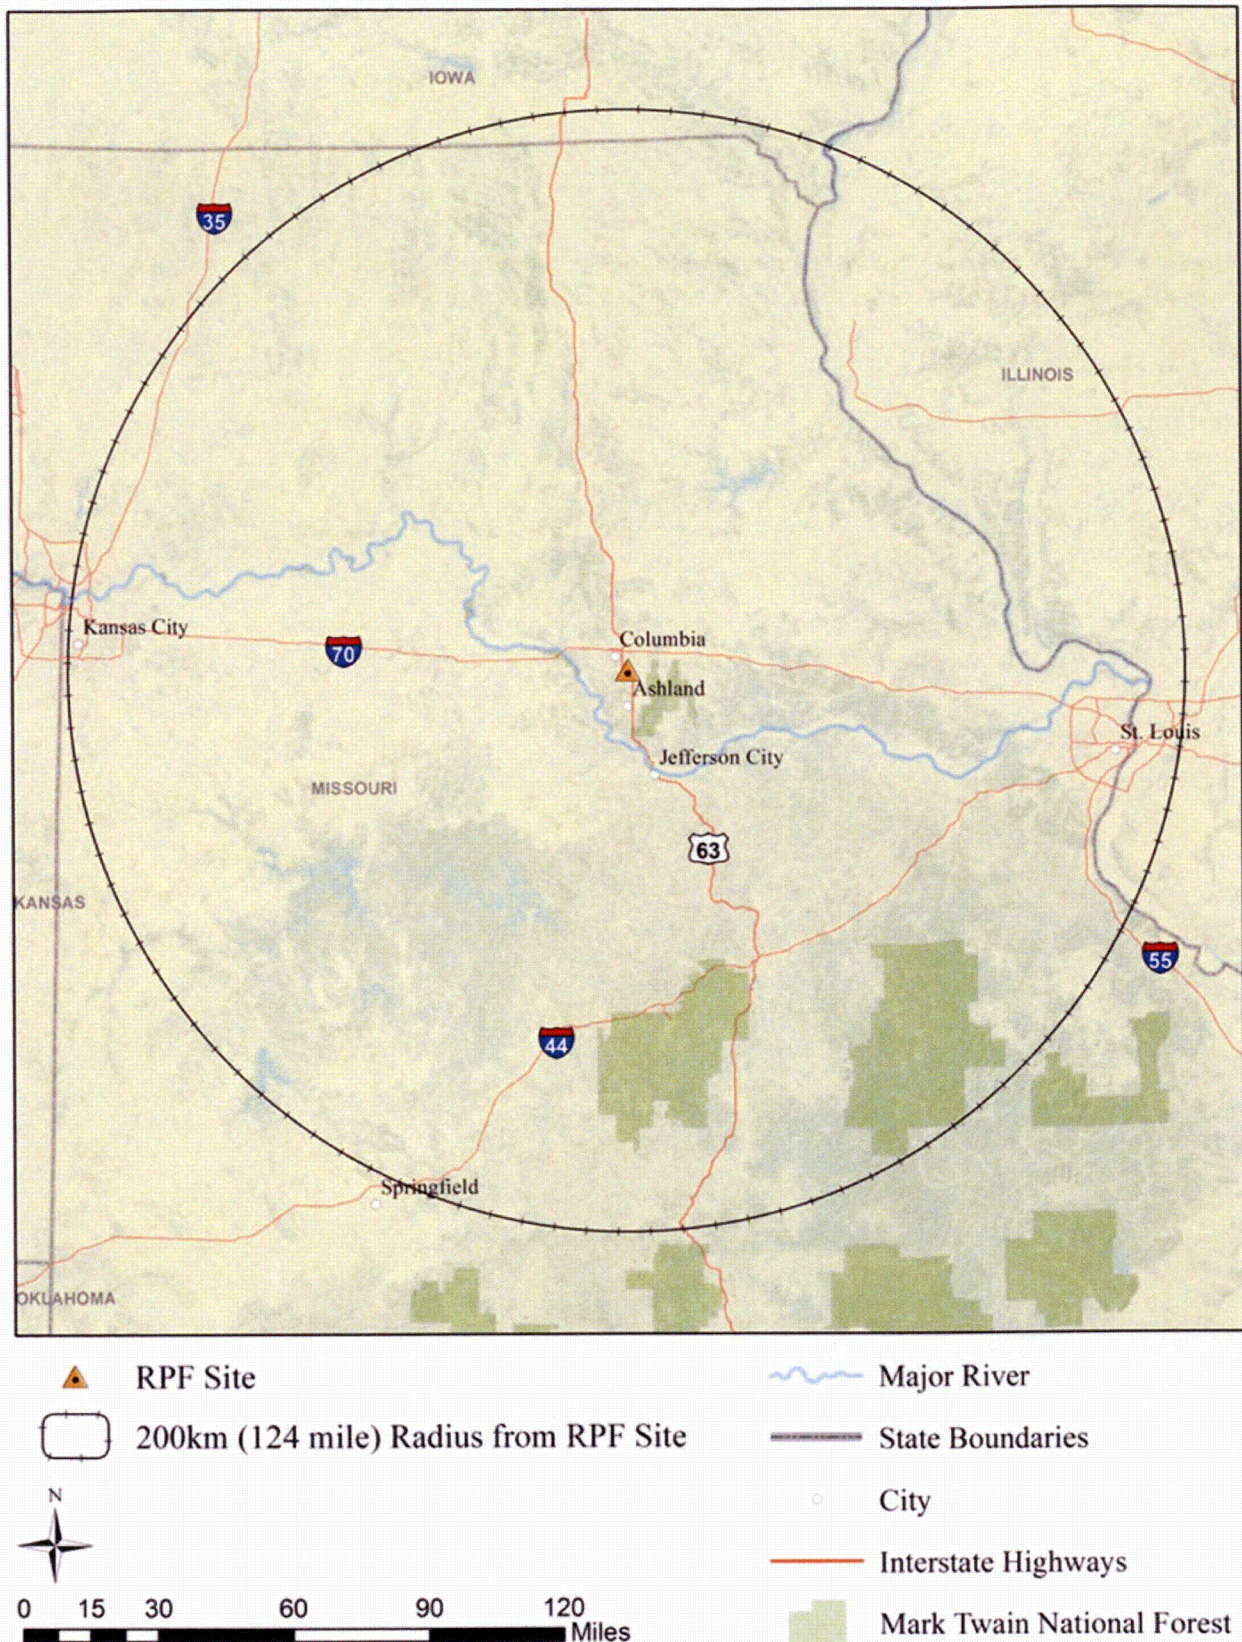 IOWA
35
ILLINOIS
Kansas City
70
Columbia
Ashland
St. Louis
Jefferson City
MISSOURI
63
KANSAS
55
44
Springfield
OKLAHOMA
RPF Site
Major River
200km (124 mile) Radius from RPF Site
State Boundaries
N
City
Interstate Highways
0 15 30 60 90 120
Miles
Mark Twain National Forest